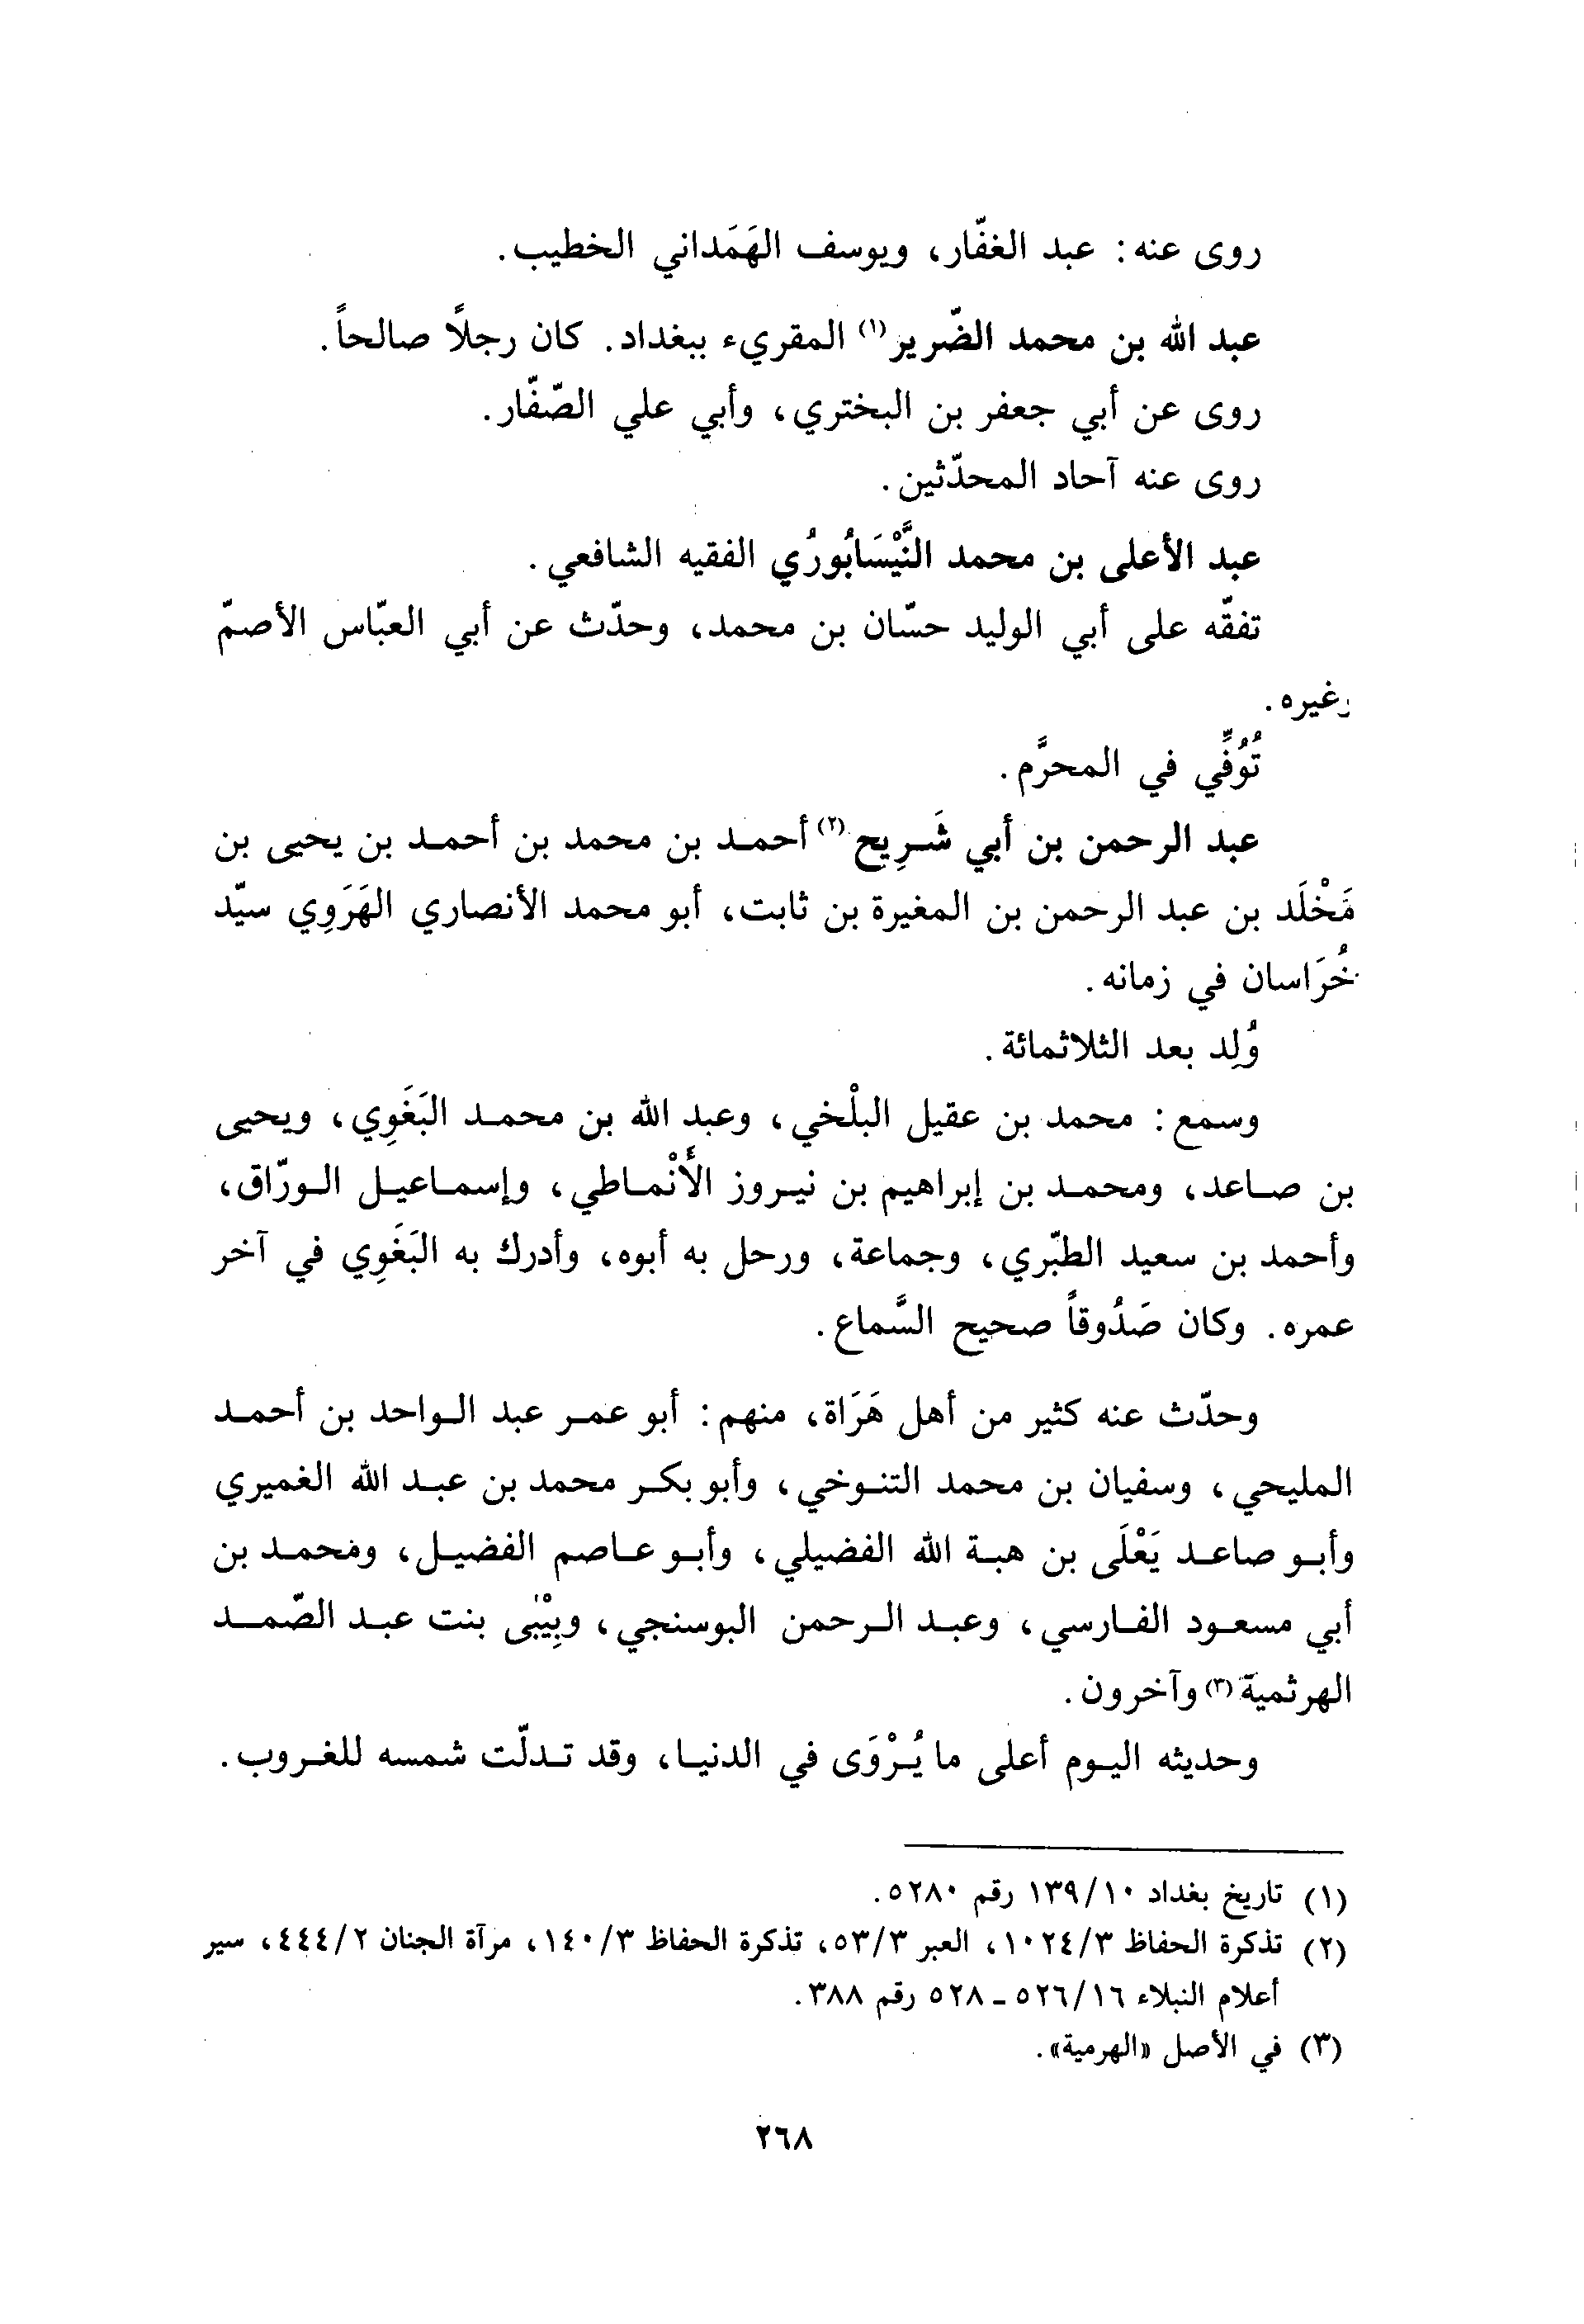 روى عنه: عبد الغفّار، ويوسف الهَمَداني الخطيب.
عبد الله بن محمد الضّرير(١) المقريء ببغداد. كان رجلًا صالحاً.
روى عن أبي جعفر بن البختري، وأبي علي الصّفّار.
روى عنه آحاد المحدّثين.
عبد الأعلى بن محمد النَّيْسَابُورُي الفقيه الشافعي.
تفقّه على أبي الوليد حسّان بن محمد، وحدّث عن أبي العبّاس الأصمّ
وغيره.
تُوُفِّي في المحرَّم.
عبد الرحمن بن أبي شَريِح(٢) أحمد بن محمد بن أحمد بن يحيى بن
مَخْلَد بن عبد الرحمن بن المغيرة بن ثابت، أبو محمد الأنصاري الهَرَوِي سيّد
خُرَاسان في زمانه.
وُلِد بعد الثلاثمائة.
وسمع: محمد بن عقيل البلْخي، وعبد الله بن محمد البَغَوِي، ويحيى
بن صاعد، ومحمد بن إبراهيم بن نيروز الأَنْماطي، وإسماعيل الورّاق،
وأحمد بن سعيد الطبّري، وجماعة، ورحل به أبوه، وأدرك به البَغَوِي في آخر
عمره. وكان صَدُوقاً صحيح السَّماع.
وحدّث عنه كثير من أهل هَرَاة، منهم: أبو عمر عبد الواحد بن أحمد
المليحي، وسفيان بن محمد التنوخي، وأبو بكر محمد بن عبد الله الغميري
وأبو صاعد يَعْلَى بن هبة الله الفضيلي، وأبو عاصم الفضيل، ومحمد بن
أبي مسعود الفارسي، وعبد الرحمن البوسنجي، وبِيْبى بنت عبد الصّمد
الهرثمية(٣) وآخرون.
وحديثه اليوم أعلى ما يُرْوَى في الدنيا، وقد تدلّت شمسه للغروب.
(١) تاريخ بغداد ١٣٩/١٠ رقم ٥٢٨٠.
(٢) تذكرة الحفاظ ١٠٢٤/٣، العبر ٥٣/٣، تذكرة الحفاظ ١٤٠/٣، مرآة الجنان ٤٤٤/٢، سير
أعلام النبلاء ٥٢٦/١٦ - ٥٢٨ رقم ٣٨٨.
(٣) في الأصل «الهرمية».
٢٦٨